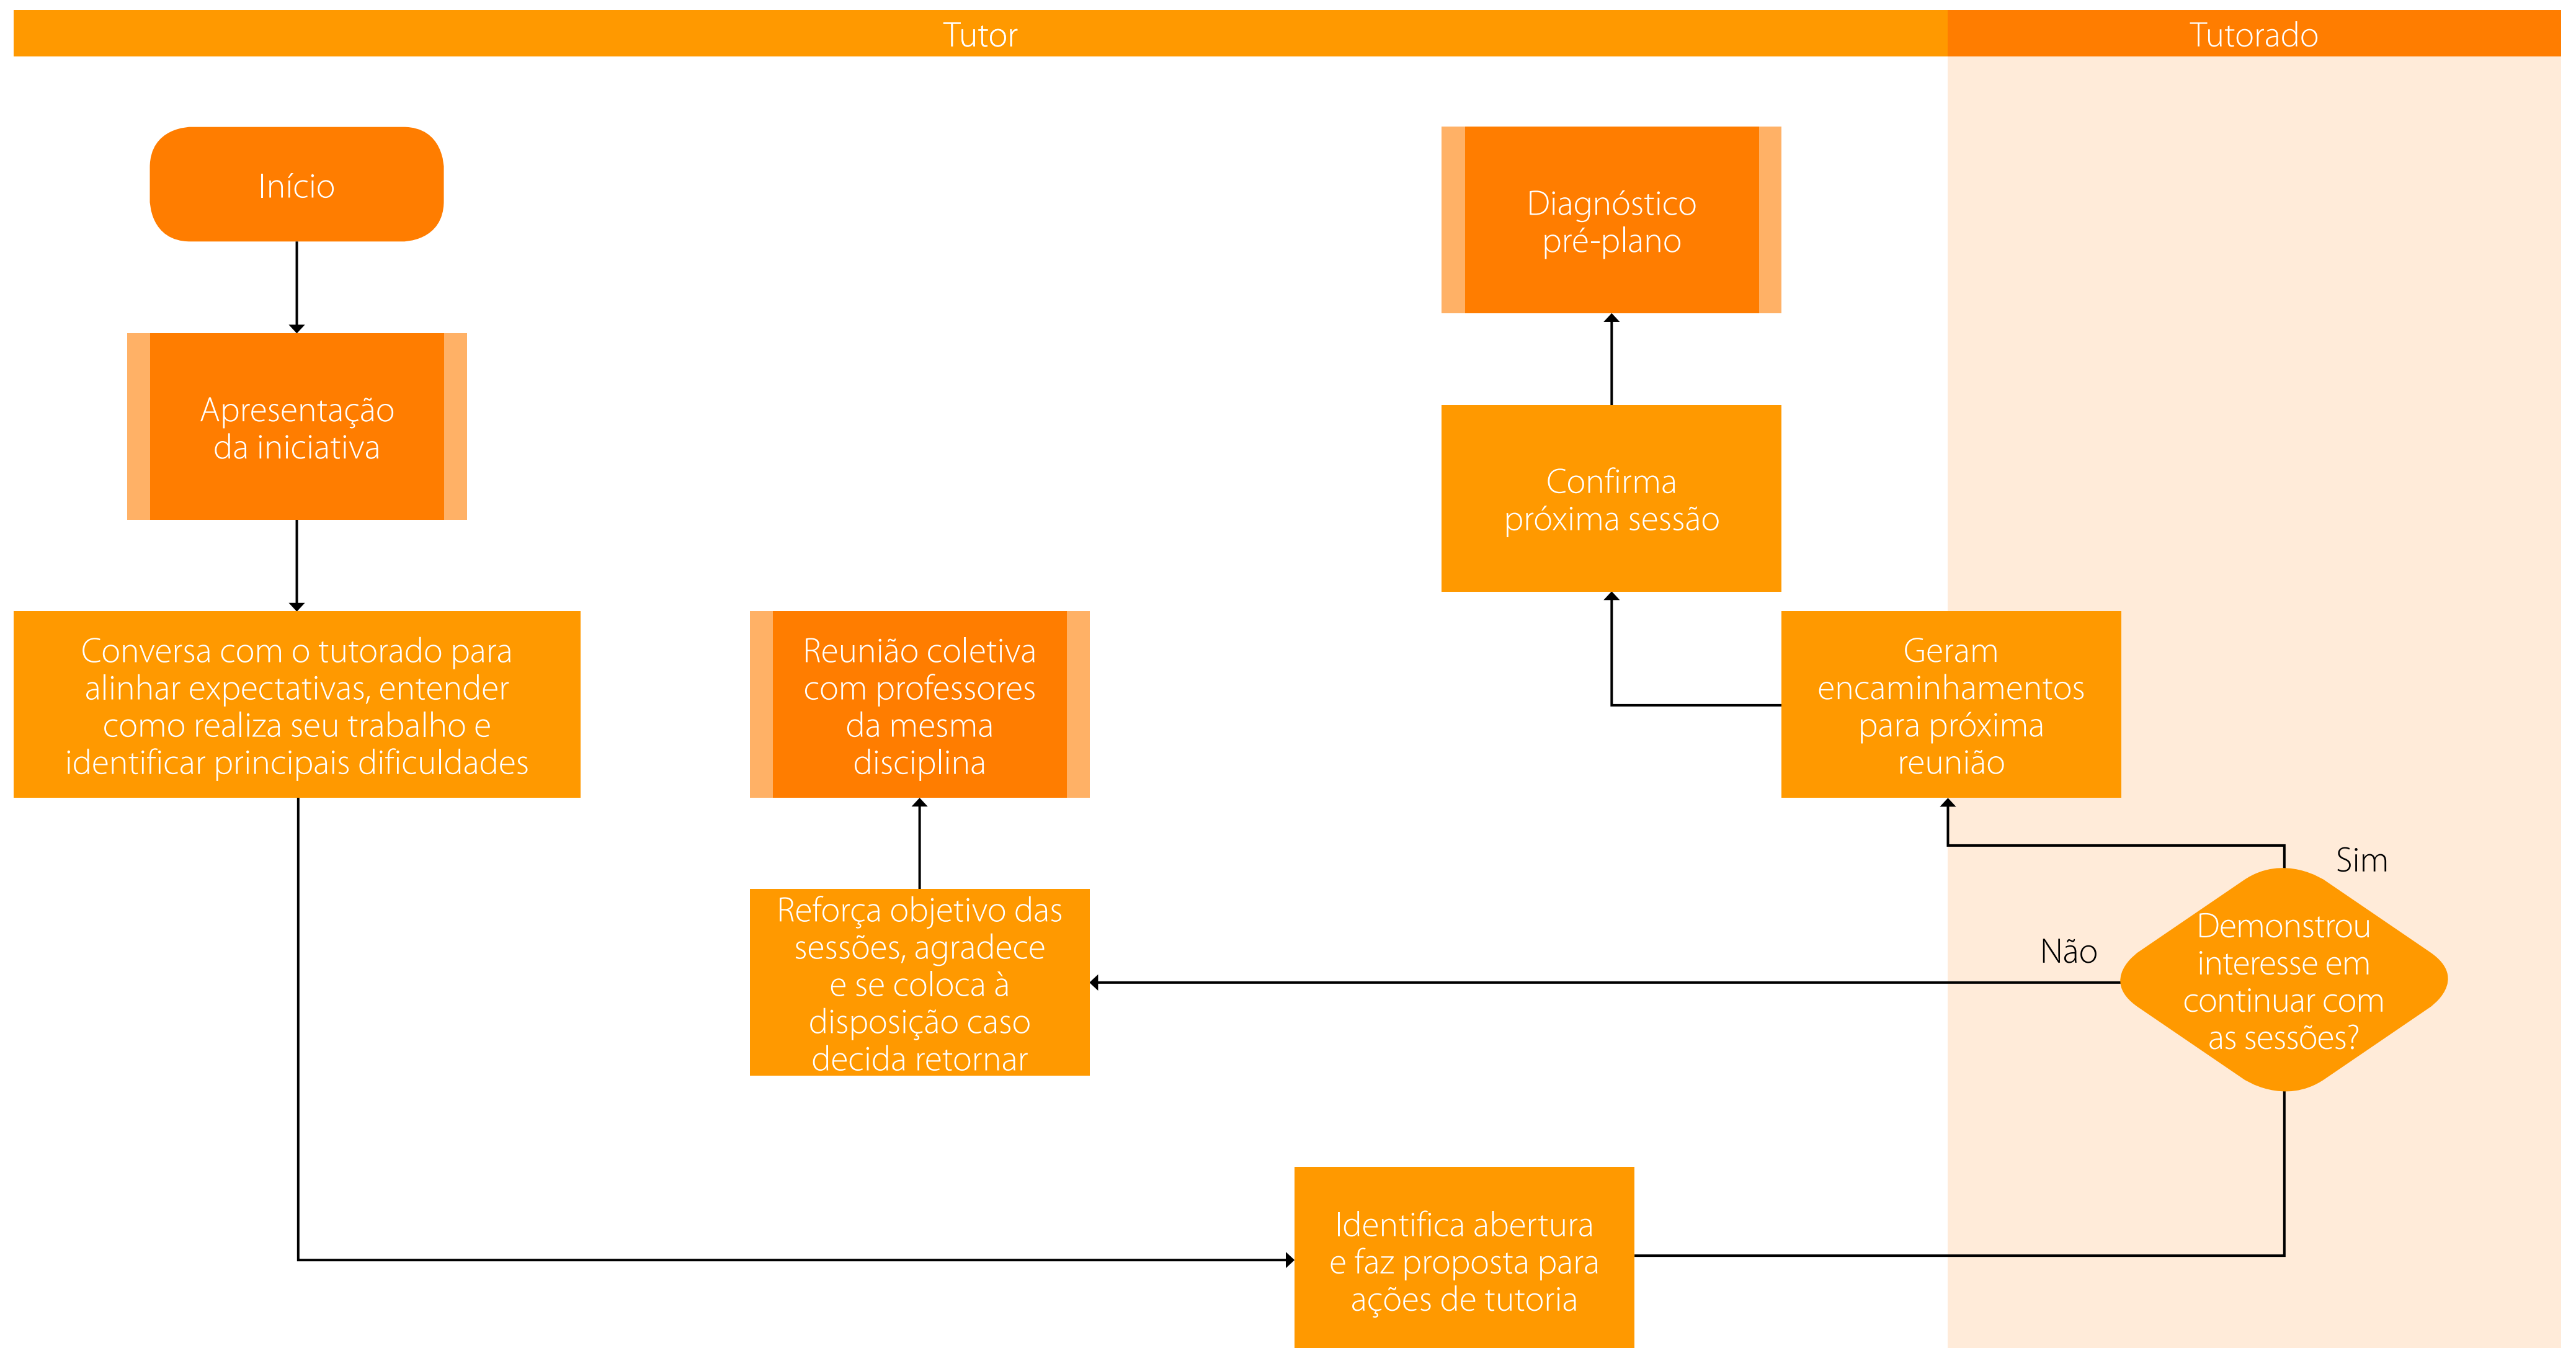 Tutor
Tutorado
Início
Apresentação
da iniciativa
Conversa com o tutorado para
alinhar expectativas, entender
como realiza seu trabalho e
identificar principais dificuldades
Reunião coletiva
com professores
da mesma
disciplina
Reforça objetivo das
sessões, agradece
e se coloca à
disposição caso
decida retornar
Identifica abertura
e faz proposta para
ações de tutoria
Diagnóstico
pré-plano
Confirma
próxima sessão
Geram
encaminhamentos
para próxima
reunião
Sim
Não
Demonstrou
interesse em
continuar com
as sessões?